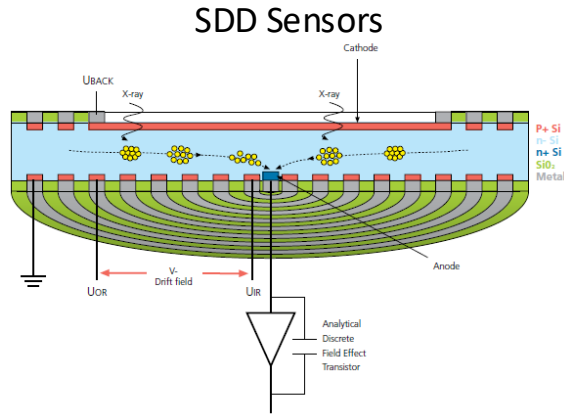 SDD Sensors
Cathode
UBACK
X-ray
X-ray
P+ Si
n- Si
n+ Si
SiO₂
Metal
V-
Drift field
UOR
UIR
Anode
Analytical
Discrete
Field Effect
Transistor